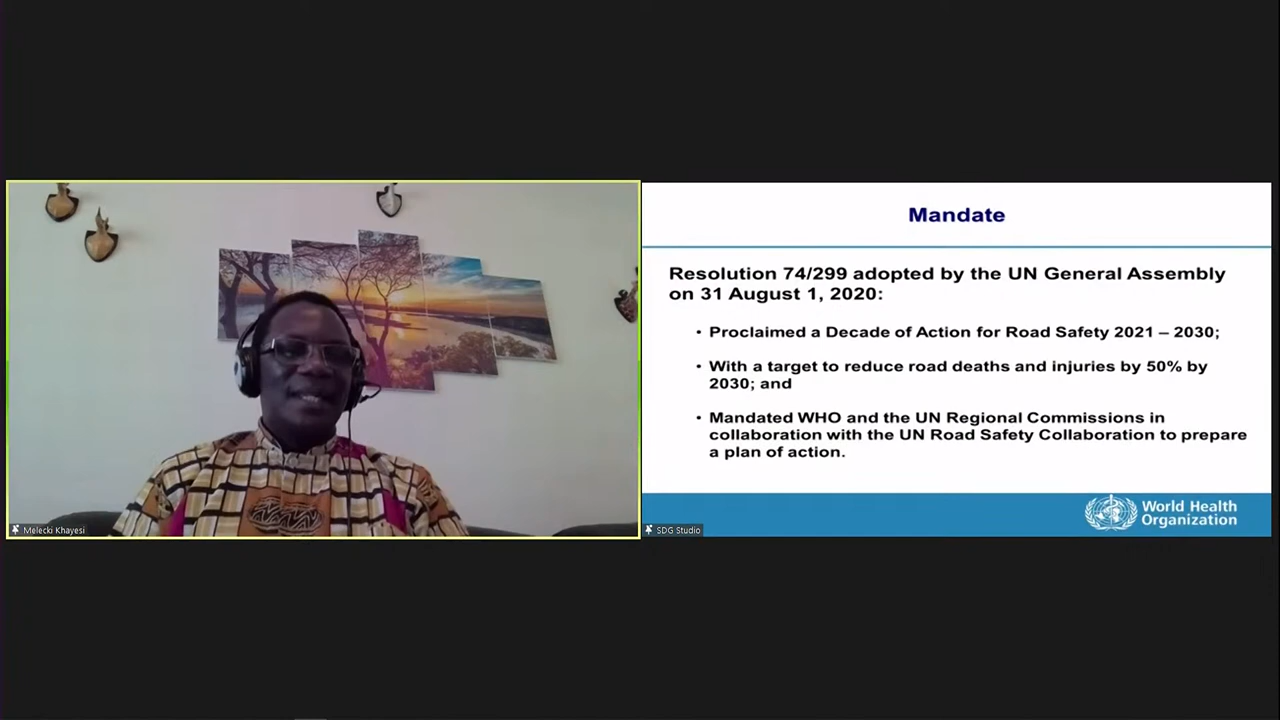 Mandate
Resolution 74/299 adopted by the UN General Assembly
on 31 August 1, 2020:
• Proclaimed a Decade of Action for Road Safety 2021 – 2030;
• With a target to reduce road deaths and injuries by 50% by
2030; and
• Mandated WHO and the UN Regional Commissions in
collaboration with the UN Road Safety Collaboration to prepare
a plan of action.
World Health
Organization
Melecki Khayesi
SDG Studio